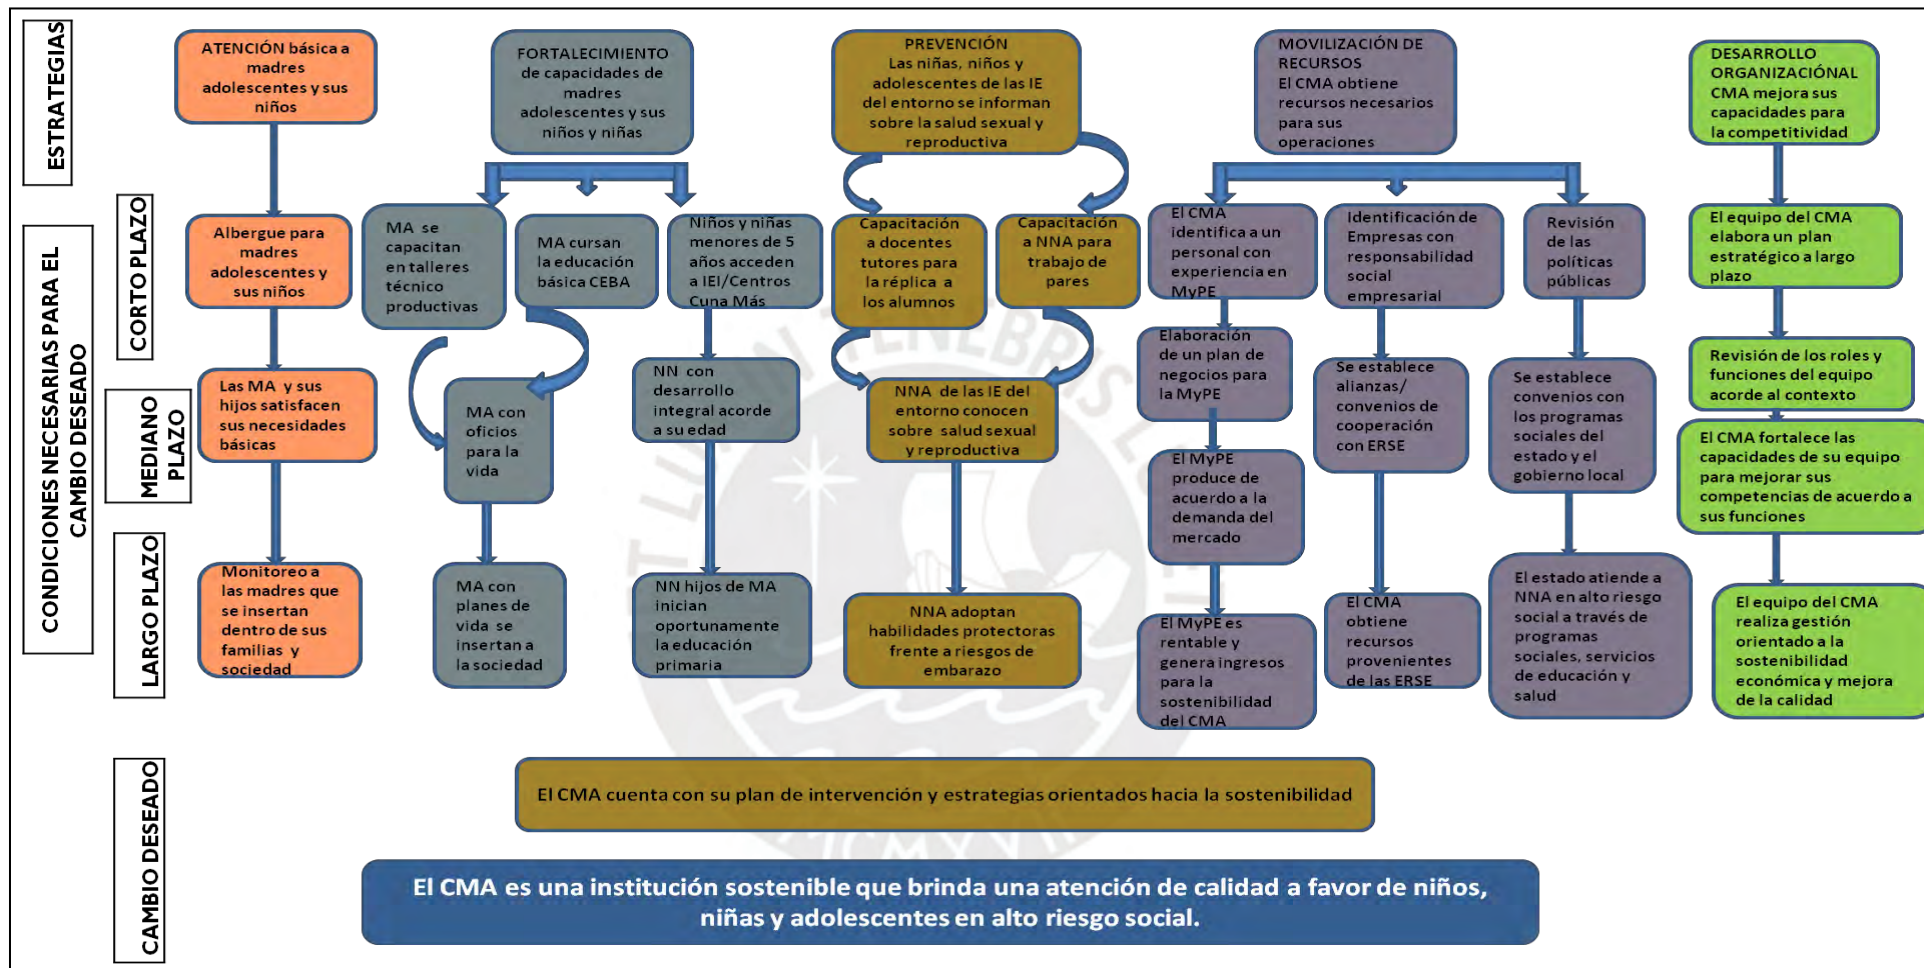 ESTRATEGIAS
ATENCIÓN básica a
madres
adolescentes y sus
niños
FORTALECIMIENTO
de capacidades de
madres
adolescentes y sus
niños y niñas
PREVENCIÓN
Las niñas, niños y
adolescentes de las IE
del entorno se informan
sobre la salud sexual y
reproductiva
MOVILIZACIÓN DE
RECURSOS
El CMA obtiene
recursos necesarios
para sus
operaciones
DESARROLLO
ORGANIZACIÓNAL
CMA mejora sus
capacidades para
la competitividad
CONDICIONES NECESARIAS PARA EL
CAMBIO DESEADO
CORTO PLAZO
Albergue para
madres
adolescentes y
sus niños
MA se
capacitan
en talleres
técnico
productivas
MA cursan
la educación
básica CEBA
Niños y niñas
menores de 5
años acceden
a IEI/Centros
Cuna Más
Capacitación
a docentes
tutores para
la réplica a
los alumnos
Capacitación
a NNA para
trabajo de
pares
El CMA
identifica a un
personal con
experiencia en
MyPE
Identificación de
Empresas con
responsabilidad
social
empresarial
Revisión
de las
políticas
públicas
El equipo del CMA
elabora un plan
estratégico a largo
plazo
Elaboración
de un plan de
negocios para
la MyPE
Revisión de los roles y
funciones del equipo
acorde al contexto
MEDIANO
PLAZO
Las MA y sus
hijos satisfacen
sus necesidades
básicas
MA con
oficios
para la
vida
NN con
desarrollo
integral acorde
a su edad
NNA de las IE del
entorno conocen
sobre salud sexual
y reproductiva
El MyPE
produce de
acuerdo a la
demanda del
mercado
Se establece
alianzas/
convenios de
cooperación
con ERSE
Se establece
convenios con
los programas
sociales del
estado y el
gobierno local
El CMA fortalece las
capacidades de su equipo
para mejorar sus
competencias de acuerdo a
sus funciones
LARGO PLAZO
Monitoreo a
las madres que
se insertan
dentro de sus
familias y
sociedad
MA con
planes de
vida se
insertan a
la sociedad
NN hijos de MA
inician
oportunamente
la educación
primaria
NNA adoptan
habilidades protectoras
frente a riesgos de
embarazo
El MyPE es
rentable y
genera ingresos
para la
sostenibilidad
del CMA
El CMA
obtiene
recursos
provenientes
de las ERSE
El estado atiende a
NNA en alto riesgo
social a través de
programas
sociales, servicios
de educación y
salud
El equipo del CMA
realiza gestión
orientado a la
sostenibilidad
económica y mejora
de la calidad
CAMBIO DESEADO
El CMA cuenta con su plan de intervención y estrategias orientados hacia la sostenibilidad
El CMA es una institución sostenible que brinda una atención de calidad a favor de niños,
niñas y adolescentes en alto riesgo social.